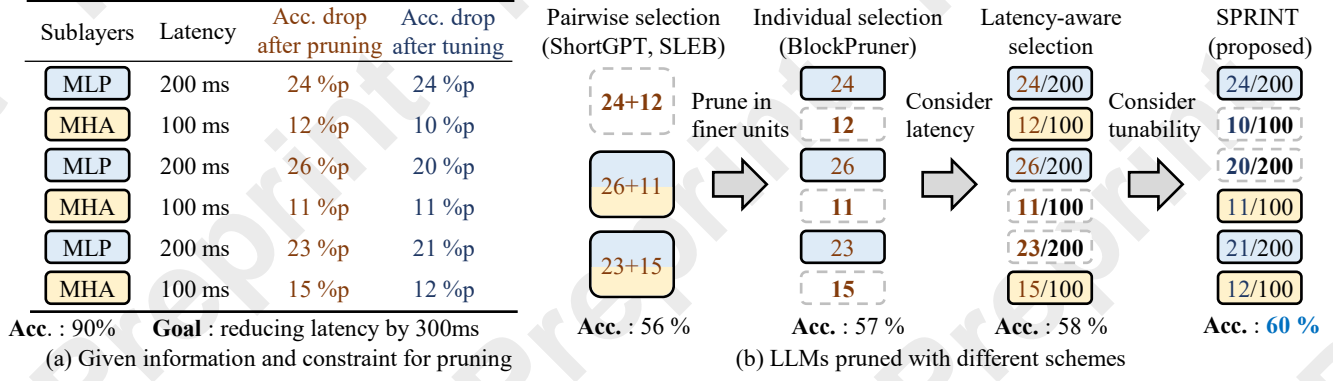 Sublayers Latency Acc. drop after pruning Acc. drop after tuning
MLP 200 ms 24 %p 24 %p
MHA 100 ms 12 %p 10 %p
MLP 200 ms 26 %p 20 %p
MHA 100 ms 11 %p 11 %p
MLP 200 ms 23 %p 21 %p
MHA 100 ms 15 %p 12 %p
Acc. : 90% Goal : reducing latency by 300ms
(a) Given information and constraint for pruning
Pairwise selection
(ShortGPT, SLEB)
24+12
26+11
23+15
Acc. : 56 %
Prune in
finer units
Individual selection
(BlockPruner)
24
12
26
11
23
15
Acc. : 57 %
Consider
latency
Latency-aware
selection
24/200
12/100
26/200
11/100
23/200
15/100
Acc. : 58 %
Consider
tunability
SPRINT
(proposed)
24/200
10/100
20/200
11/100
21/200
12/100
Acc. : 60 %
(b) LLMs pruned with different schemes
Preprint
Preprint
Preprint